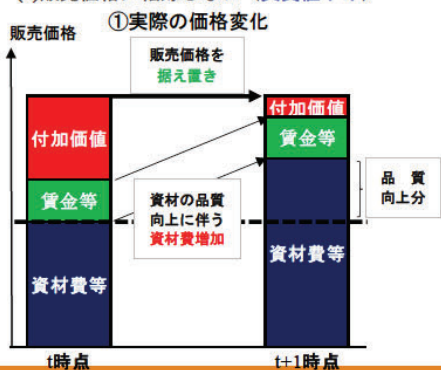 ①実際の価格変化
販売価格
販売価格を
据え置き
付加価値
賃金等
資材費等
資材の品質
向上に伴う
資材費増加
付加価値
賃金等
資材費等
品　質
向上分
t時点
t+1時点